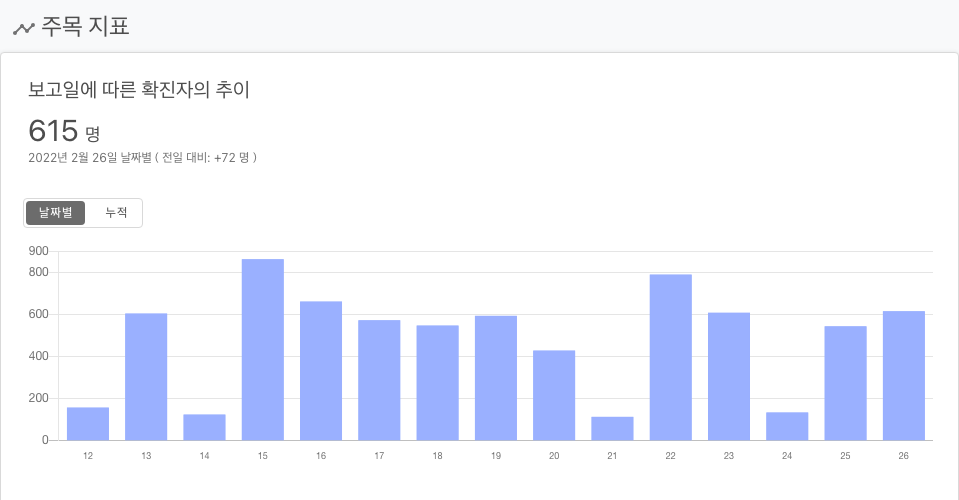 주목 지표
보고일에 따른 확진자의 추이
615 명
2022년 2월 26일 날짜별 ( 전일 대비: +72 명 )
날짜별 누적
900
800
600
400
200
0
12 13 14 15 16 17 18 19 20 21 22 23 24 25 26